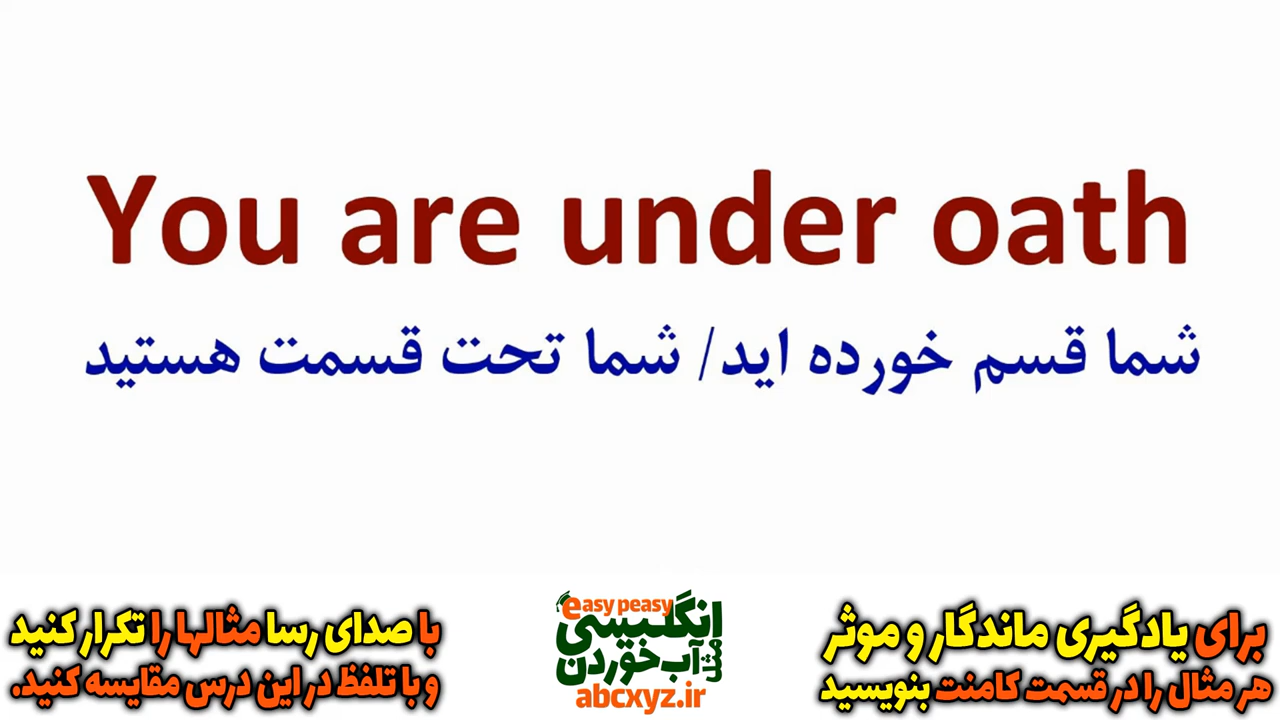 You are under oath
شما قسم خورده اید/ شما تحت قسمت هستید
برای یادگیری ماندگار و موثر
هر مثال را در قسمت کامنت بنویسید
easy peasy
انگلیسی
مثل آب خوردن
abcxyz.ir
با صدای رسا مثالها را تکرار کنید
و با تلفظ در این درس مقایسه کنید.